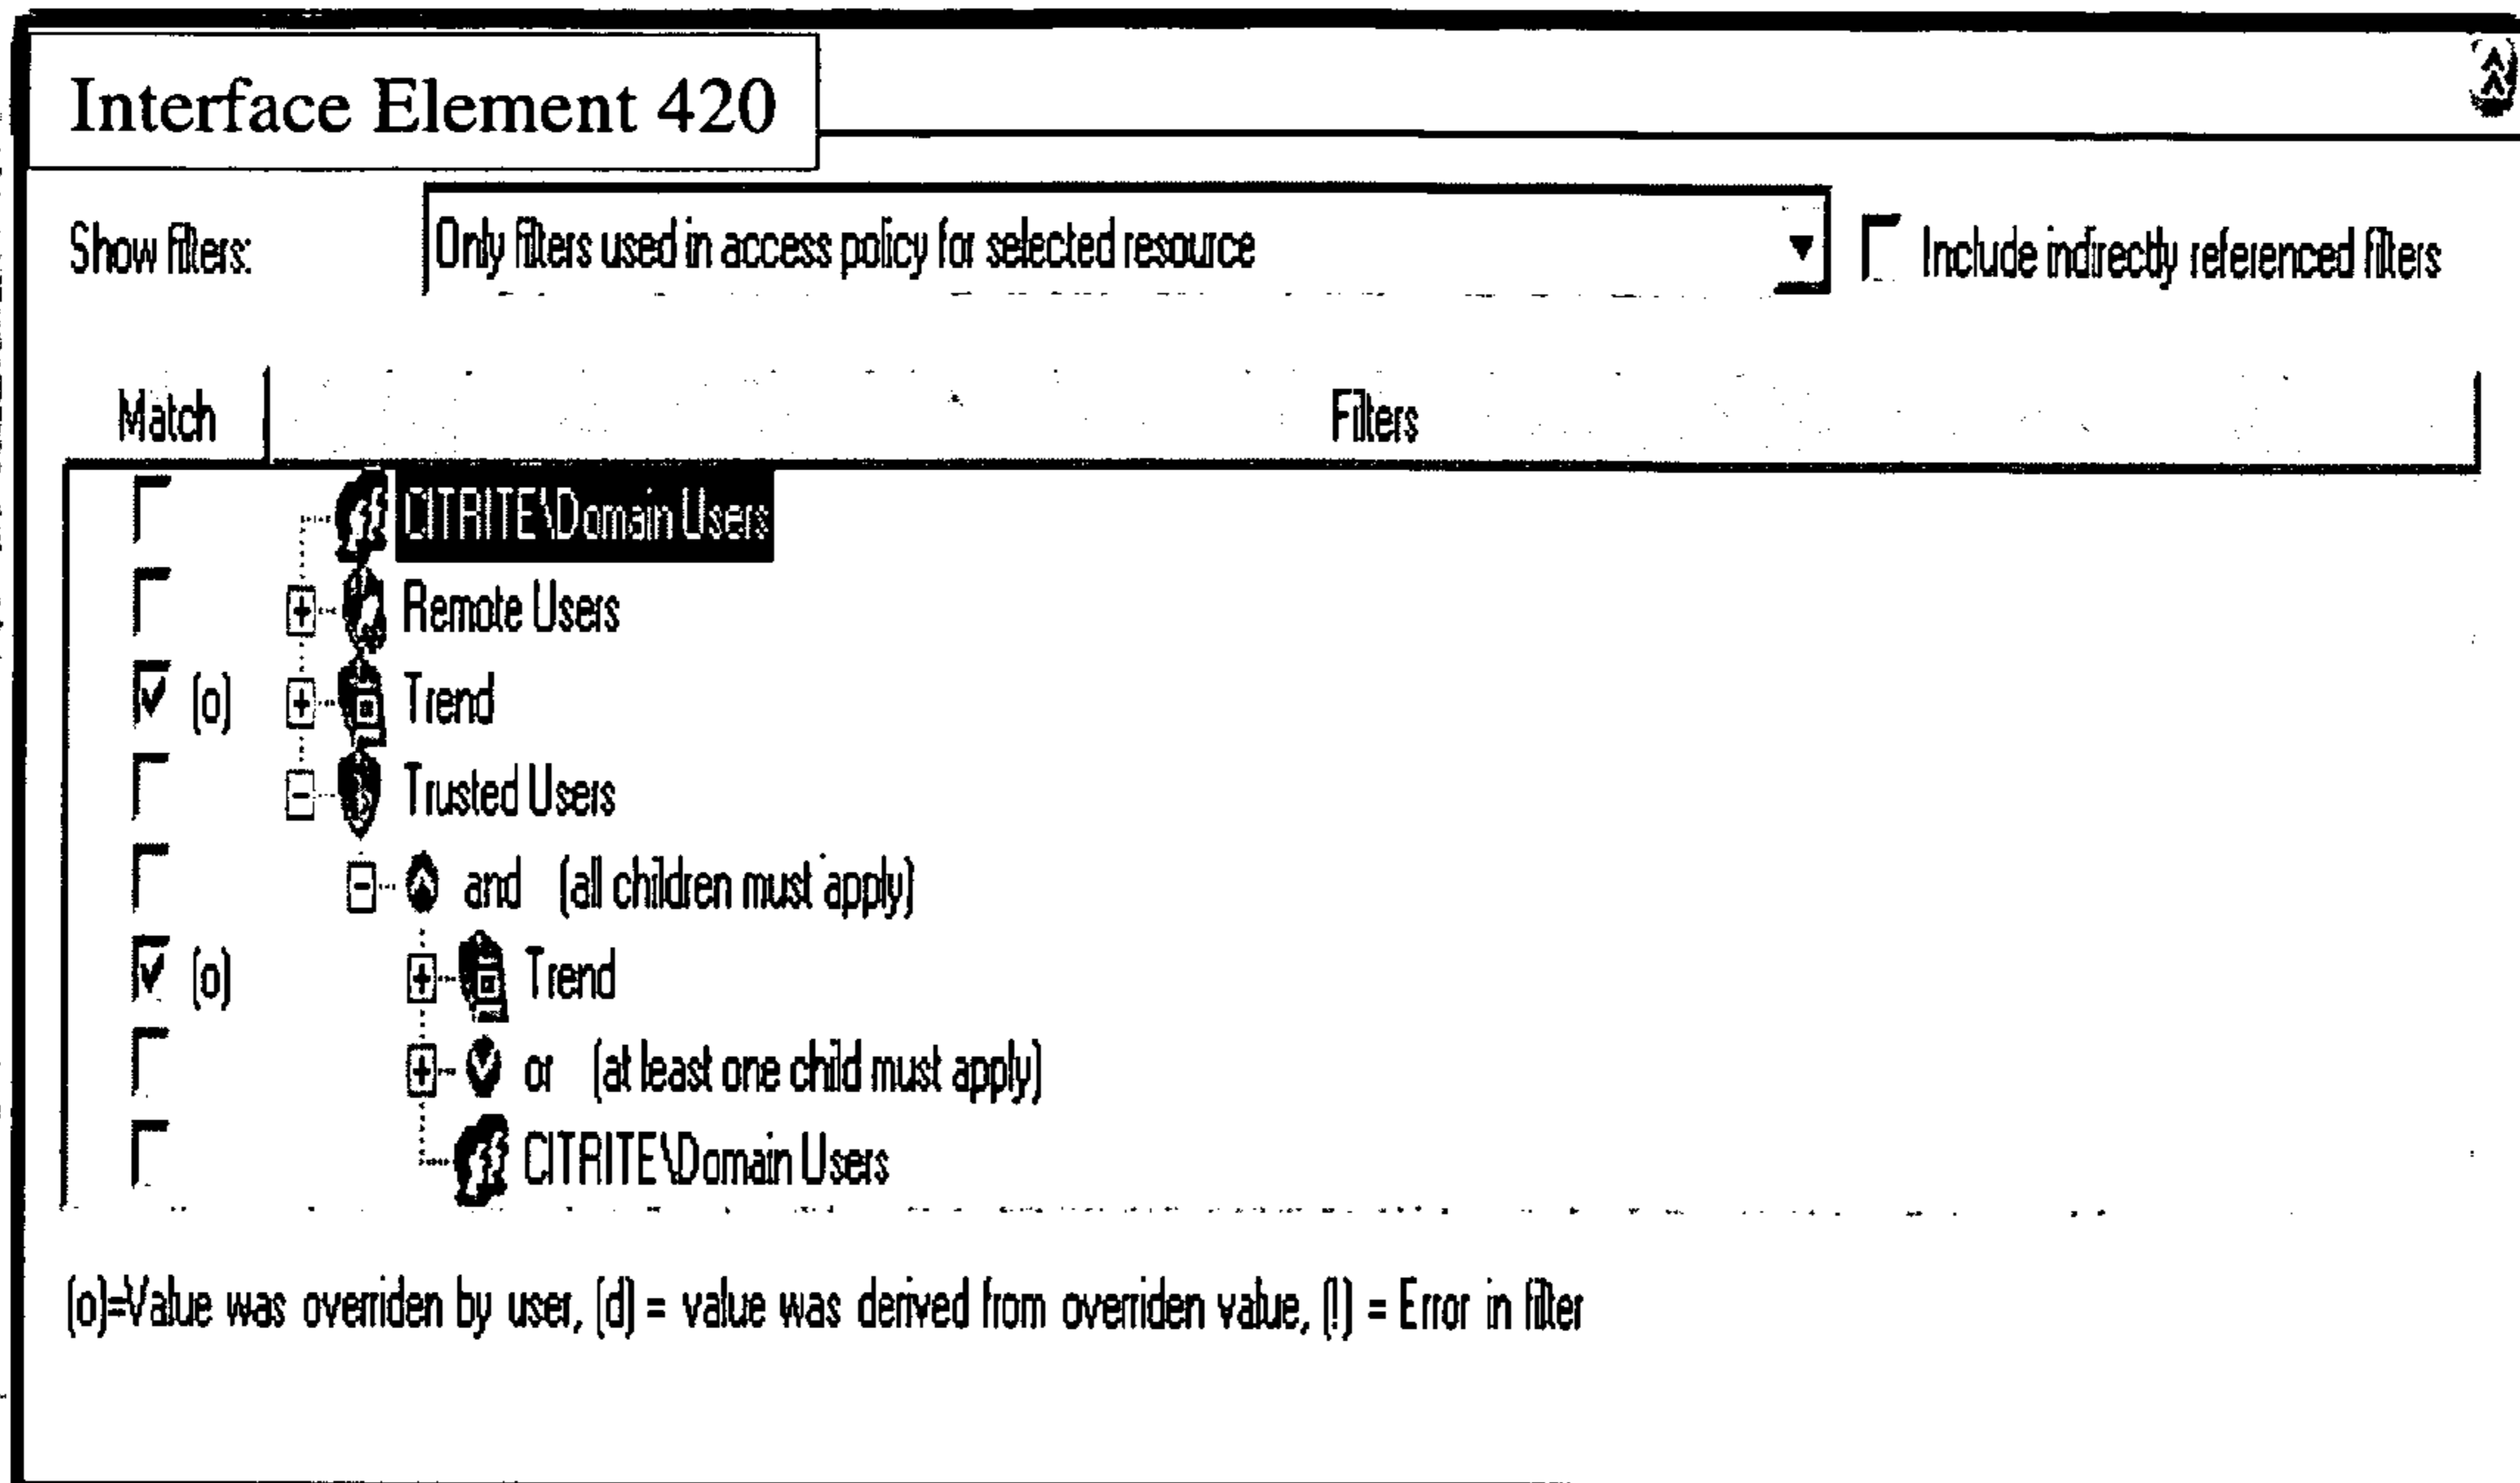 Interface Element 420
Show filters: Only filters used in access policy for selected resource Include indirectly referenced filters
Match Filters
CITRITE\Domain Users
Remote Users
(o) Trend
Trusted Users
and (all children must apply)
(o) Trend
or (at least one child must apply)
CITRITE\Domain Users
(o)=Value was overriden by user, (d) = value was derived from overriden value, (!) = Error in filter